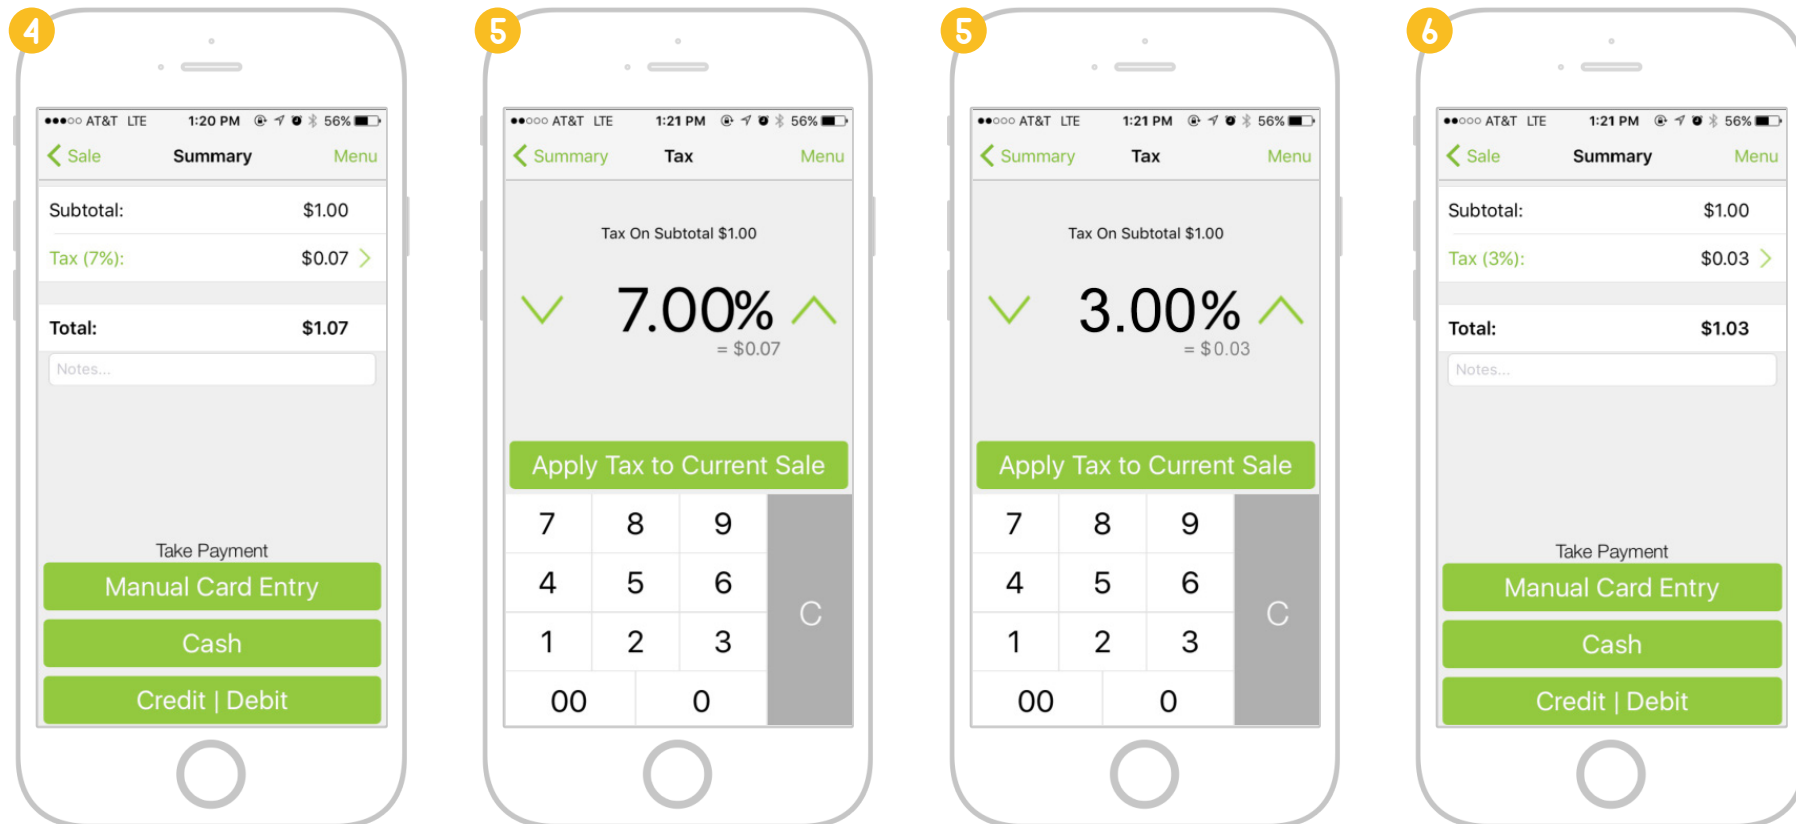 4
●●●○○ AT&T LTE 1:20 PM 56%
Sale Summary Menu
Subtotal: $1.00
Tax (7%): $0.07
Total: $1.07
Notes...
Take Payment
Manual Card Entry
Cash
Credit | Debit
5
●●○○○ AT&T LTE 1:21 PM 56%
Summary Tax Menu
Tax On Subtotal $1.00
7.00%
= $0.07
Apply Tax to Current Sale
7 8 9
4 5 6
C
1 2 3
00 0
5
●●○○○ AT&T LTE 1:21 PM 56%
Summary Tax Menu
Tax On Subtotal $1.00
3.00%
= $0.03
Apply Tax to Current Sale
7 8 9
4 5 6
C
1 2 3
00 0
6
●●○○○ AT&T LTE 1:21 PM 56%
Sale Summary Menu
Subtotal: $1.00
Tax (3%): $0.03
Total: $1.03
Notes...
Take Payment
Manual Card Entry
Cash
Credit | Debit